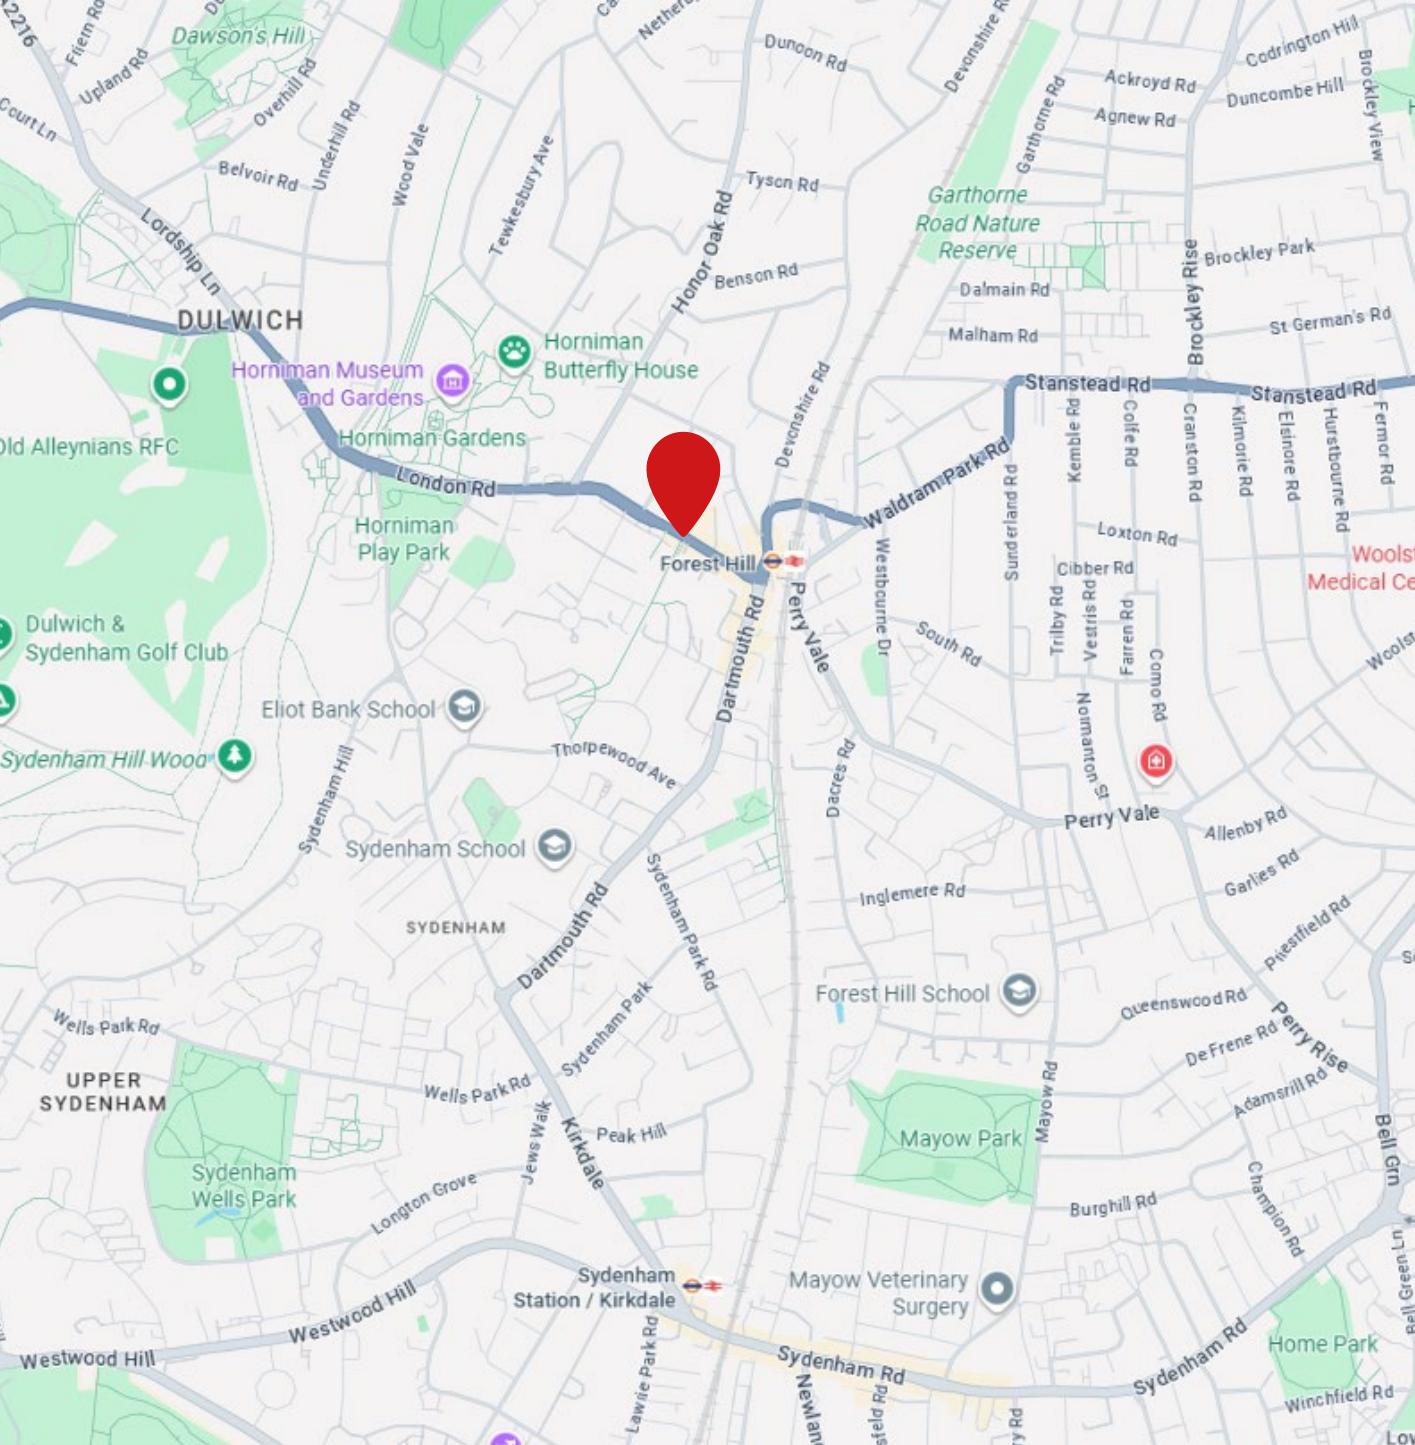 A2216
Friern Rd
Dawson's Hill
Upland Rd
Overhill Rd
Court Ln
Underhill Rd
Wood Vale
Belvoir Rd
Tewkesbury Ave
Dunoon Rd
Devonshire Rd
Codrington Hill
Ackroyd Rd
Duncombe Hill
Brockley View
Agnew Rd
Garthorne Rd
Tyson Rd
Garthorne
Road Nature
Reserve
Lordship Ln
Honor Oak Rd
Benson Rd
Brockley Rise
Brockley Park
Dalmain Rd
Malham Rd
St German's Rd
DULWICH
Horniman Museum
and Gardens
Horniman
Butterfly House
Stanstead Rd
Stanstead Rd
Old Alleynians RFC
Horniman Gardens
Devonshire Rd
Kemble Rd
Colfe Rd
Cranston Rd
Kilmorie Rd
Elsinore Rd
Hurstbourne Rd
Fermor Rd
London Rd
Waldram Park Rd
Sunderland Rd
Horniman
Play Park
Loxton Rd
Forest Hill
Cibber Rd
Medical Ce
Westbourne Dr
Perry Vale
Dartmouth Rd
Trilby Rd
Vestris Rd
Farren Rd
Como Rd
South Rd
Dulwich &
Sydenham Golf Club
Eliot Bank School
Normanton St
Sydenham Hill Wood
Thorpewood Ave
Dacres Rd
Sydenham Hill
Perry Vale
Allenby Rd
Sydenham School
Garlies Rd
Sydenham Park Rd
Inglemere Rd
SYDENHAM
Dartmouth Rd
Priestfield Rd
Forest Hill School
Queenswood Rd
Wells Park Rd
Sydenham Park
Perry Rise
De Frene Rd
UPPER
SYDENHAM
Wells Park Rd
Adamsrill Rd
Mayow Rd
Jews Walk
Kirkdale
Peak Hill
Mayow Park
Bell Grn
Sydenham
Wells Park
Longton Grove
Burghill Rd
Champion Rd
Bell Green Ln
Sydenham
Station / Kirkdale
Mayow Veterinary
Surgery
Westwood Hill
Westwood Hill
Lawrie Park Rd
Sydenham Rd
Sydenham Rd
Home Park
Winchfield Rd